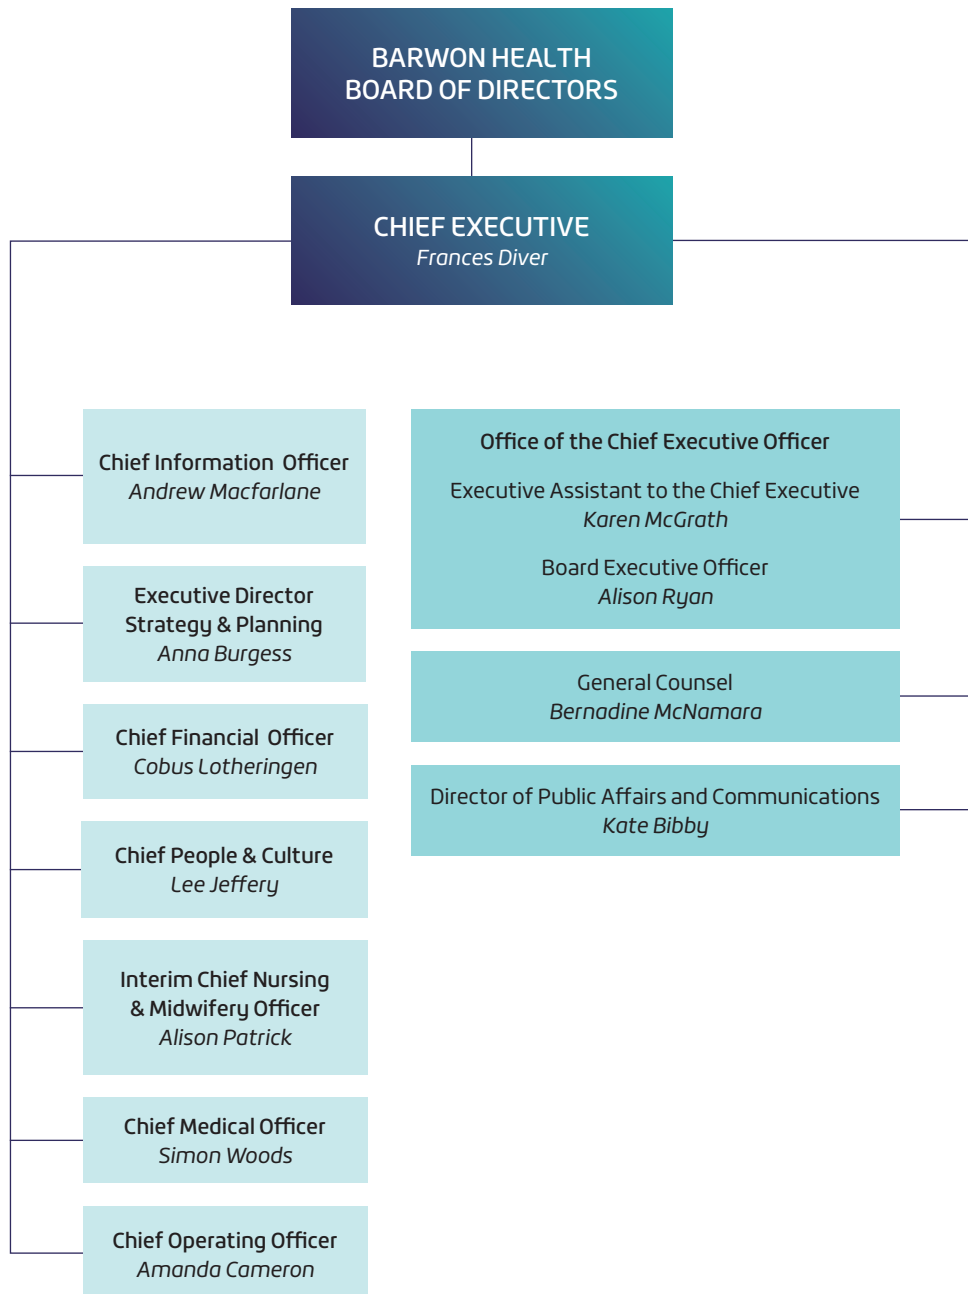 BARWON HEALTH
BOARD OF DIRECTORS
CHIEF EXECUTIVE
Frances Diver
Chief Information Officer
Andrew Macfarlane
Executive Director
Strategy & Planning
Anna Burgess
Chief Financial Officer
Cobus Lotheringen
Chief People & Culture
Lee Jeffery
Interim Chief Nursing
& Midwifery Officer
Alison Patrick
Chief Medical Officer
Simon Woods
Chief Operating Officer
Amanda Cameron
Office of the Chief Executive Officer
Executive Assistant to the Chief Executive
Karen McGrath
Board Executive Officer
Alison Ryan
General Counsel
Bernadine McNamara
Director of Public Affairs and Communications
Kate Bibby